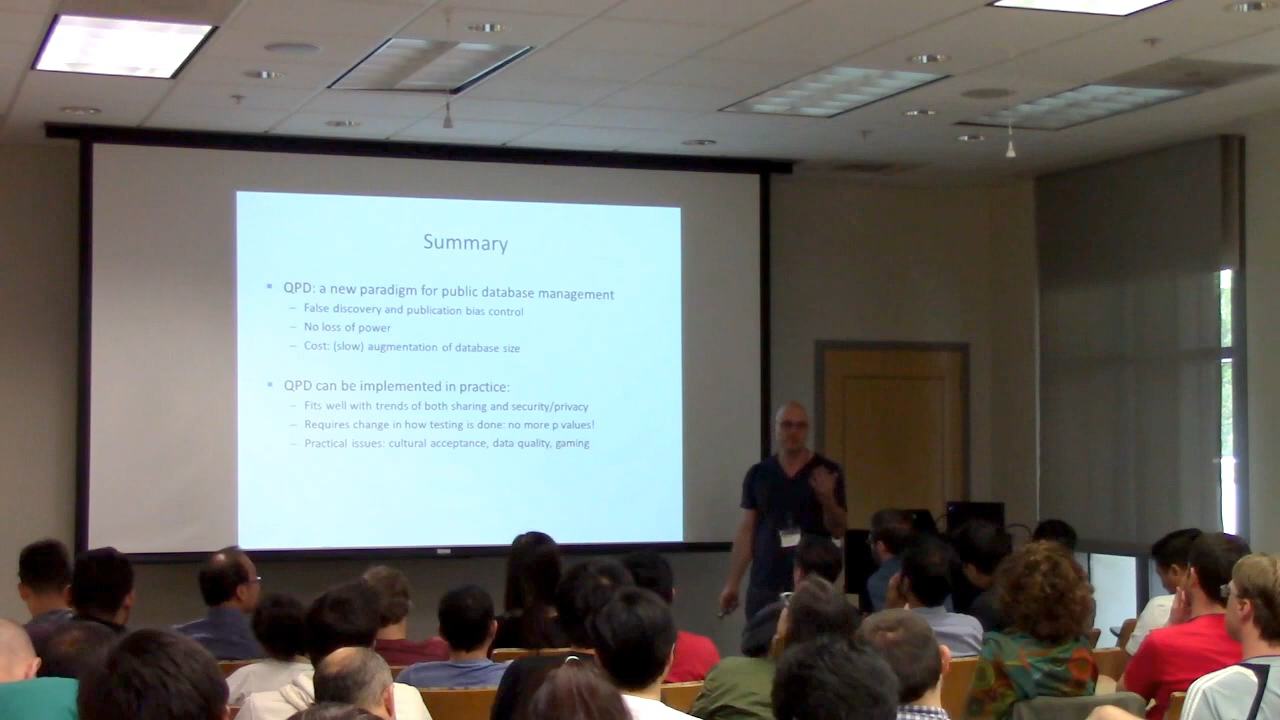 Summary
QPD: a new paradigm for public database management
– False discovery and publication bias control
– No loss of power
– Cost: (slow) augmentation of database size
QPD can be implemented in practice:
– Fits well with trends of both sharing and security/privacy
– Requires change in how testing is done: no more p values!
– Practical issues: cultural acceptance, data quality, gaming